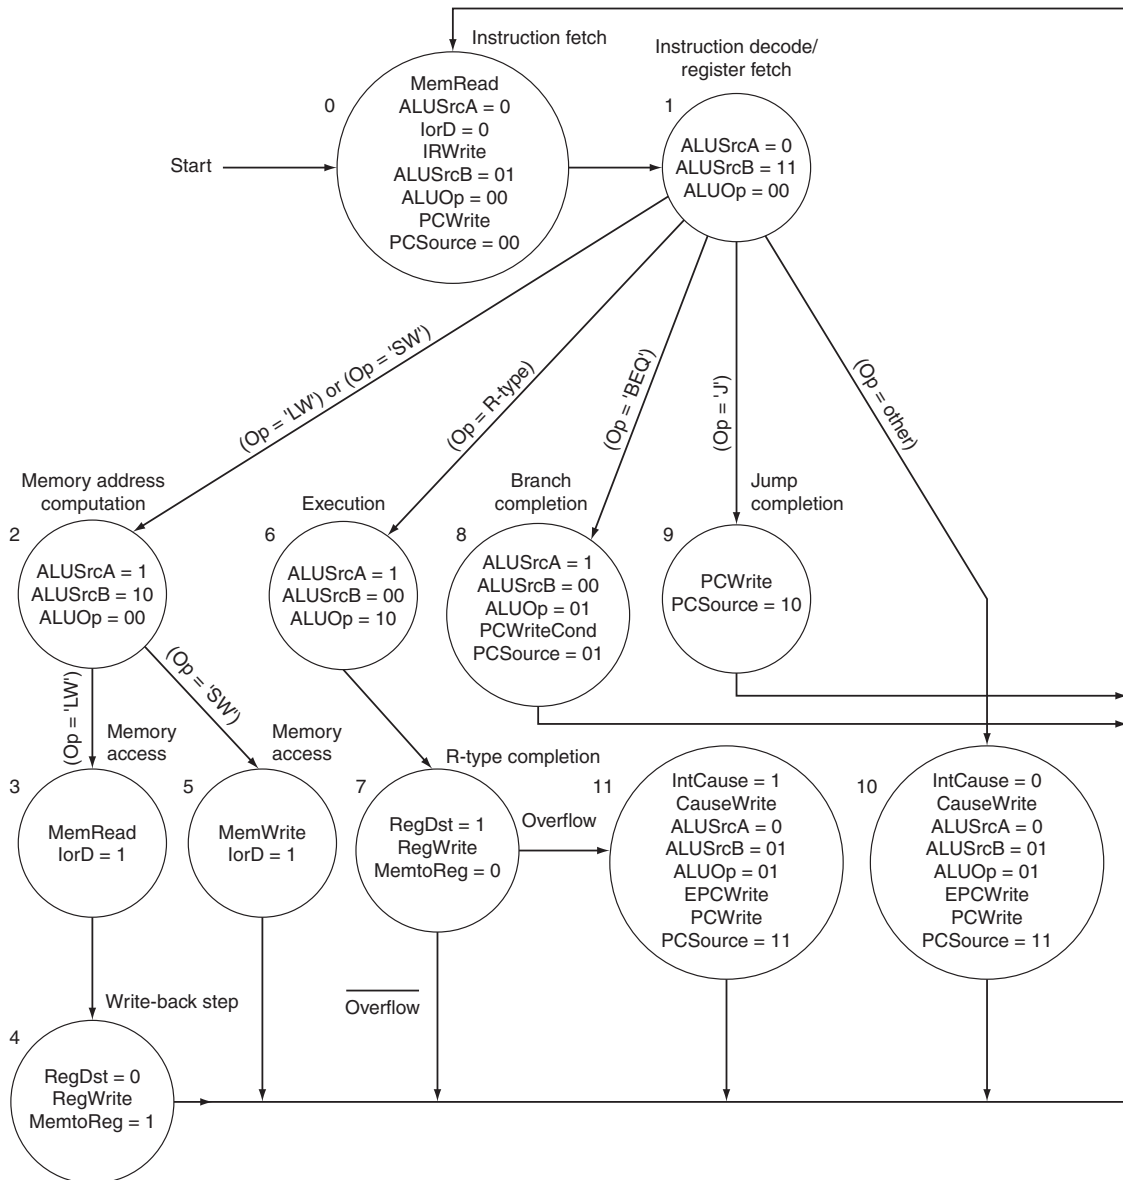 Instruction fetch
Instruction decode/
register fetch
0
MemRead
ALUSrcA = 0
IorD = 0
IRWrite
ALUSrcB = 01
ALUOp = 00
PCWrite
PCSource = 00
1
ALUSrcA = 0
ALUSrcB = 11
ALUOp = 00
Start
(Op = 'LW') or (Op = 'SW')
(Op = R-type)
(Op = 'BEQ')
(Op = 'J')
(Op = other)
Memory address
computation
2
ALUSrcA = 1
ALUSrcB = 10
ALUOp = 00
Execution
6
ALUSrcA = 1
ALUSrcB = 00
ALUOp = 10
Branch
completion
8
ALUSrcA = 1
ALUSrcB = 00
ALUOp = 01
PCWriteCond
PCSource = 01
Jump
completion
9
PCWrite
PCSource = 10
(Op = 'LW')
(Op = 'SW')
Memory
access
3
MemRead
IorD = 1
Memory
access
5
MemWrite
IorD = 1
R-type completion
7
RegDst = 1
RegWrite
MemtoReg = 0
Overflow
11
IntCause = 1
CauseWrite
ALUSrcA = 0
ALUSrcB = 01
ALUOp = 01
EPCWrite
PCWrite
PCSource = 11
10
IntCause = 0
CauseWrite
ALUSrcA = 0
ALUSrcB = 01
ALUOp = 01
EPCWrite
PCWrite
PCSource = 11
Write-back step
Overflow
4
RegDst = 0
RegWrite
MemtoReg = 1